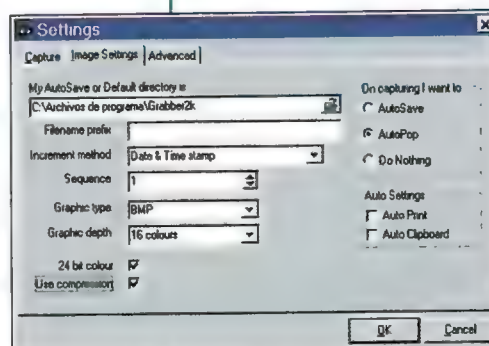 Settings
Capture Image Settings Advanced
My AutoSave or Default directory is
C:\Archivos de programa\Grabber2k
Filename prefix
Increment method Date & Time stamp
Sequence 1
Graphic type BMP
Graphic depth 16 colours
24 bit colour
Use compression
On capturing I want to
AutoSave
AutoPop
Do Nothing
Auto Settings
Auto Print
Auto Clipboard
OK Cancel